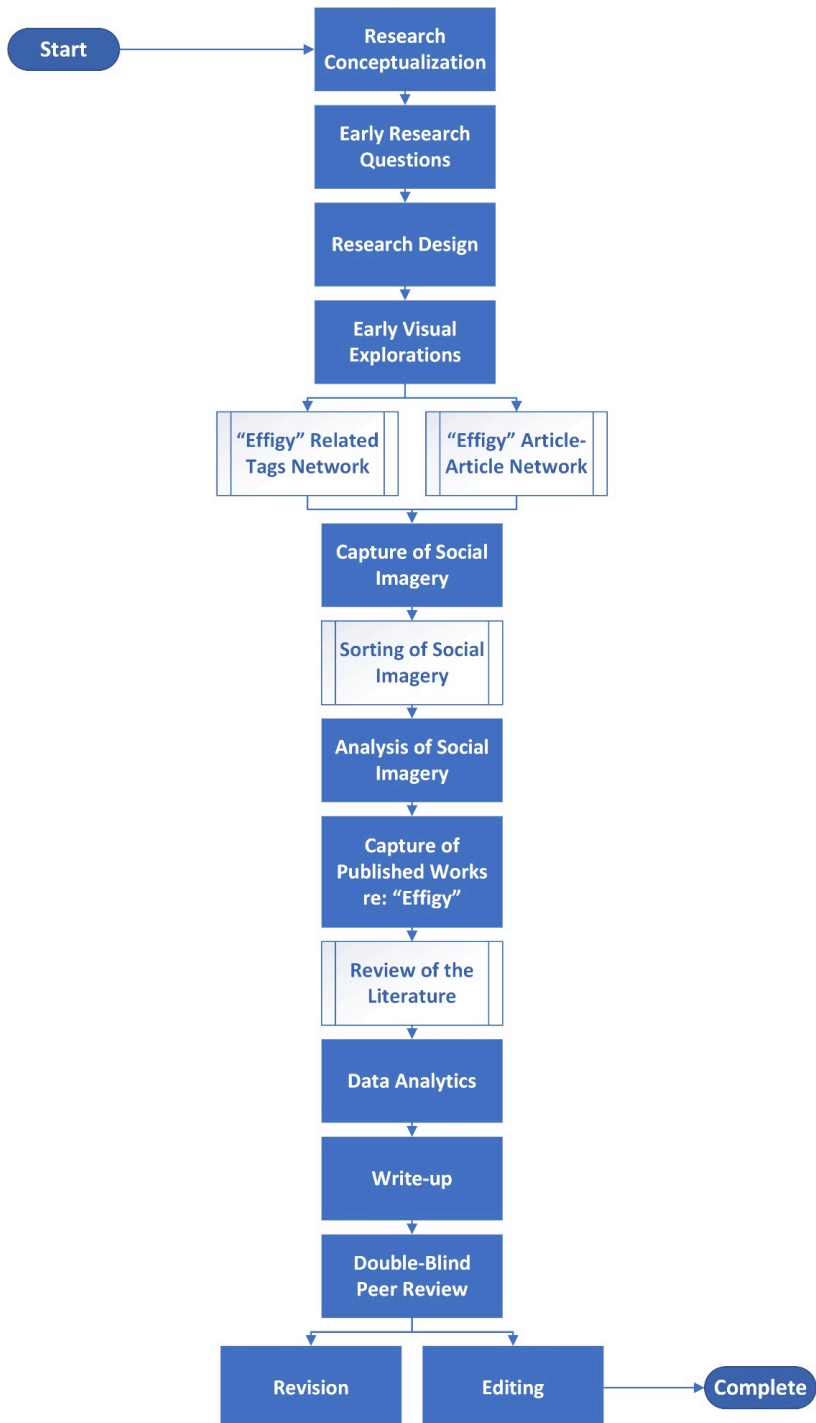 Start
Research
Conceptualization
Early Research
Questions
Research Design
Early Visual
Explorations
“Effigy” Related
Tags Network
“Effigy” Article-
Article Network
Capture of Social
Imagery
Sorting of Social
Imagery
Analysis of Social
Imagery
Capture of
Published Works
re: “Effigy”
Review of the
Literature
Data Analytics
Write-up
Double-Blind
Peer Review
Revision
Editing
Complete